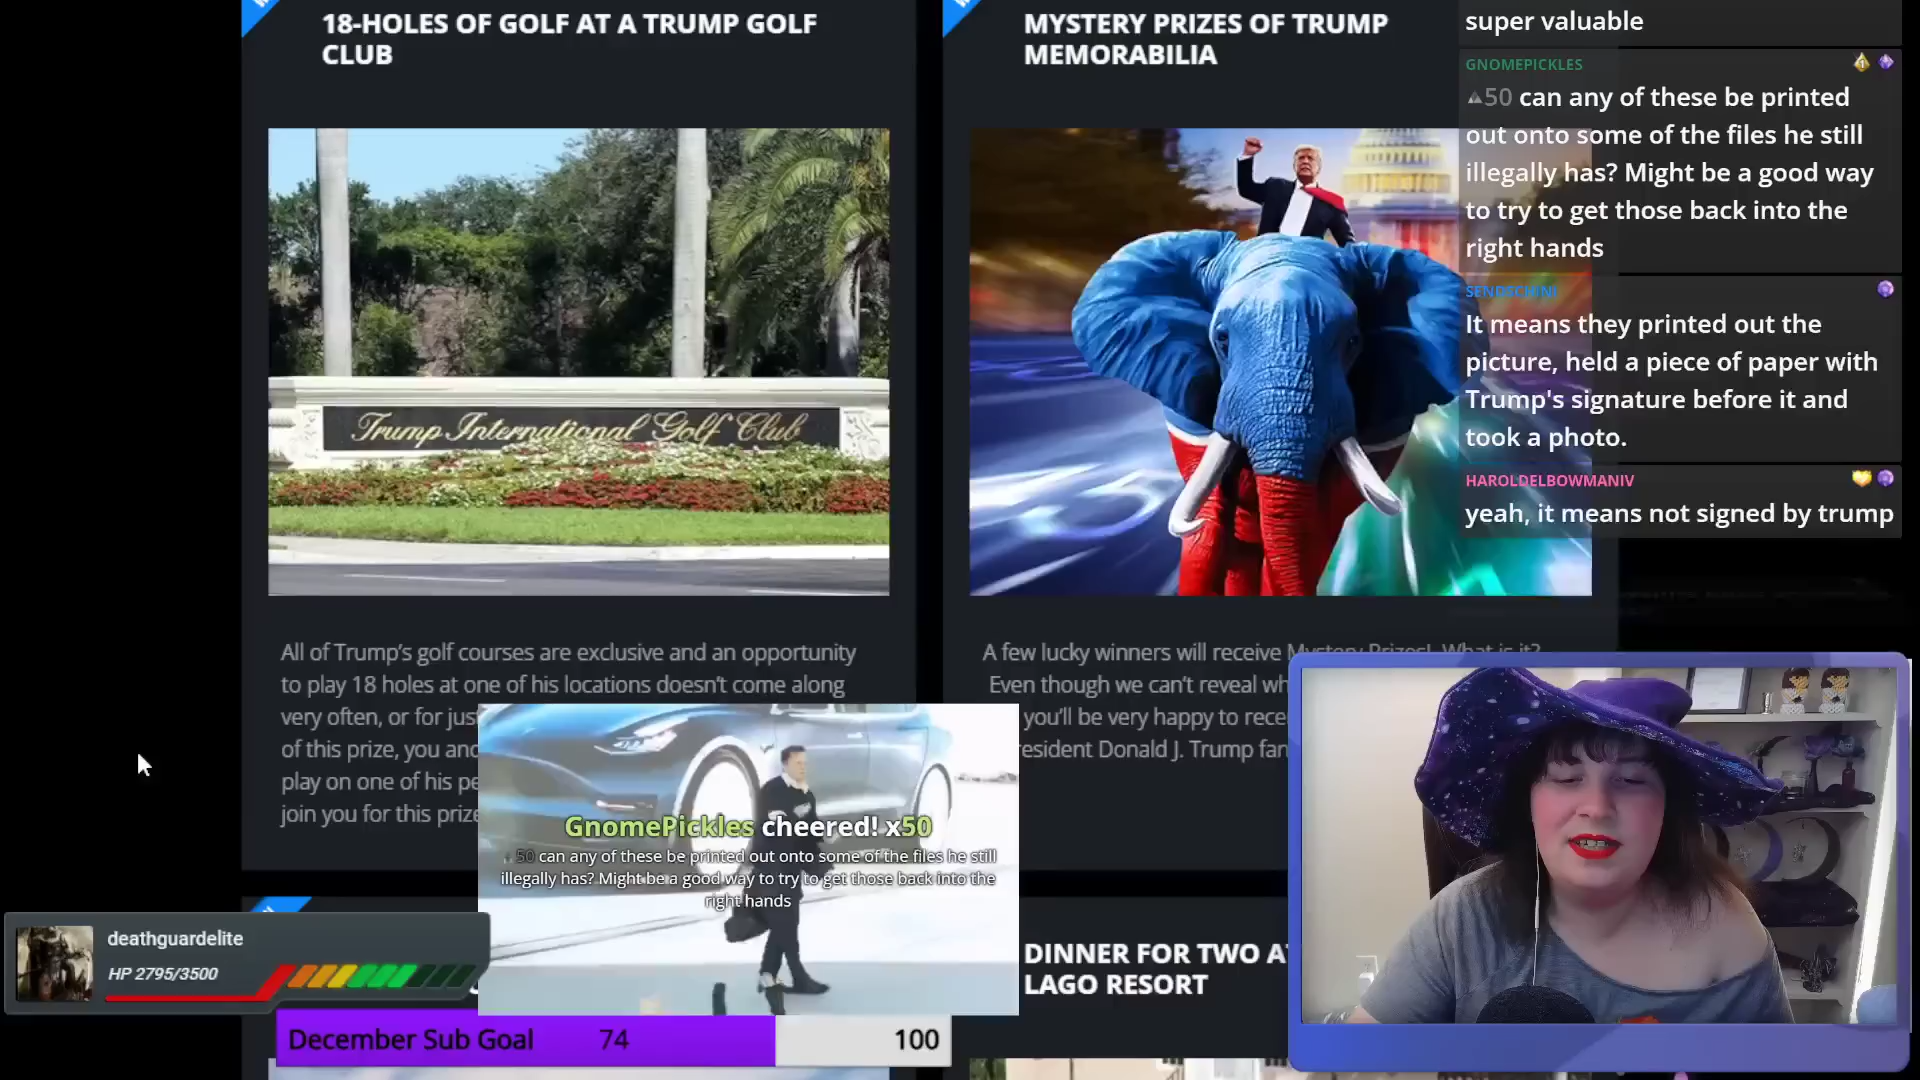 18-HOLES OF GOLF AT A TRUMP GOLF
CLUB
Trump International Golf Club
All of Trump's golf courses are exclusive and an opportunity
to play 18 holes at one of his locations doesn't come along
very often, or for jus
of this prize, you and
play on one of his pe
join you for this prize
MYSTERY PRIZES OF TRUMP
MEMORABILIA
A few lucky winners will receive Mystery Prizes! What is it?
Even though we can't reveal wh
you'll be very happy to rece
resident Donald J. Trump fan
DINNER FOR TWO A
LAGO RESORT
super valuable
GNOMEPICKLES
50 can any of these be printed
out onto some of the files he still
illegally has? Might be a good way
to try to get those back into the
right hands
SENDSCHINI
It means they printed out the
picture, held a piece of paper with
Trump's signature before it and
took a photo.
HAROLDELBOWMANIV
yeah, it means not signed by trump
GnomePickles cheered! x50
50 can any of these be printed out onto some of the files he still
illegally has? Might be a good way to try to get those back into the
right hands
deathguardelite
HP 2795/3500
December Sub Goal 74 100